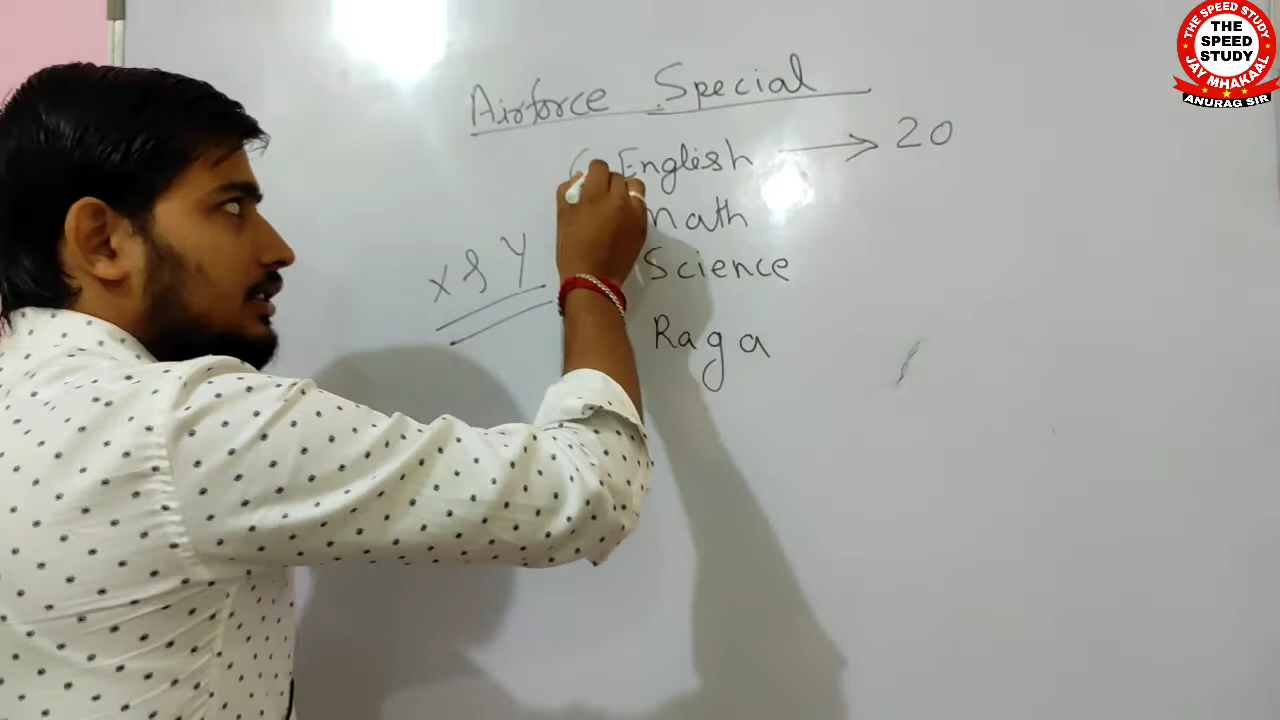 Airforce Special
English → 20
Math
Science
X & Y
Raga
THE SPEED STUDY
THE
SPEED
STUDY
JAY MHAKAAL
ANURAG SIR